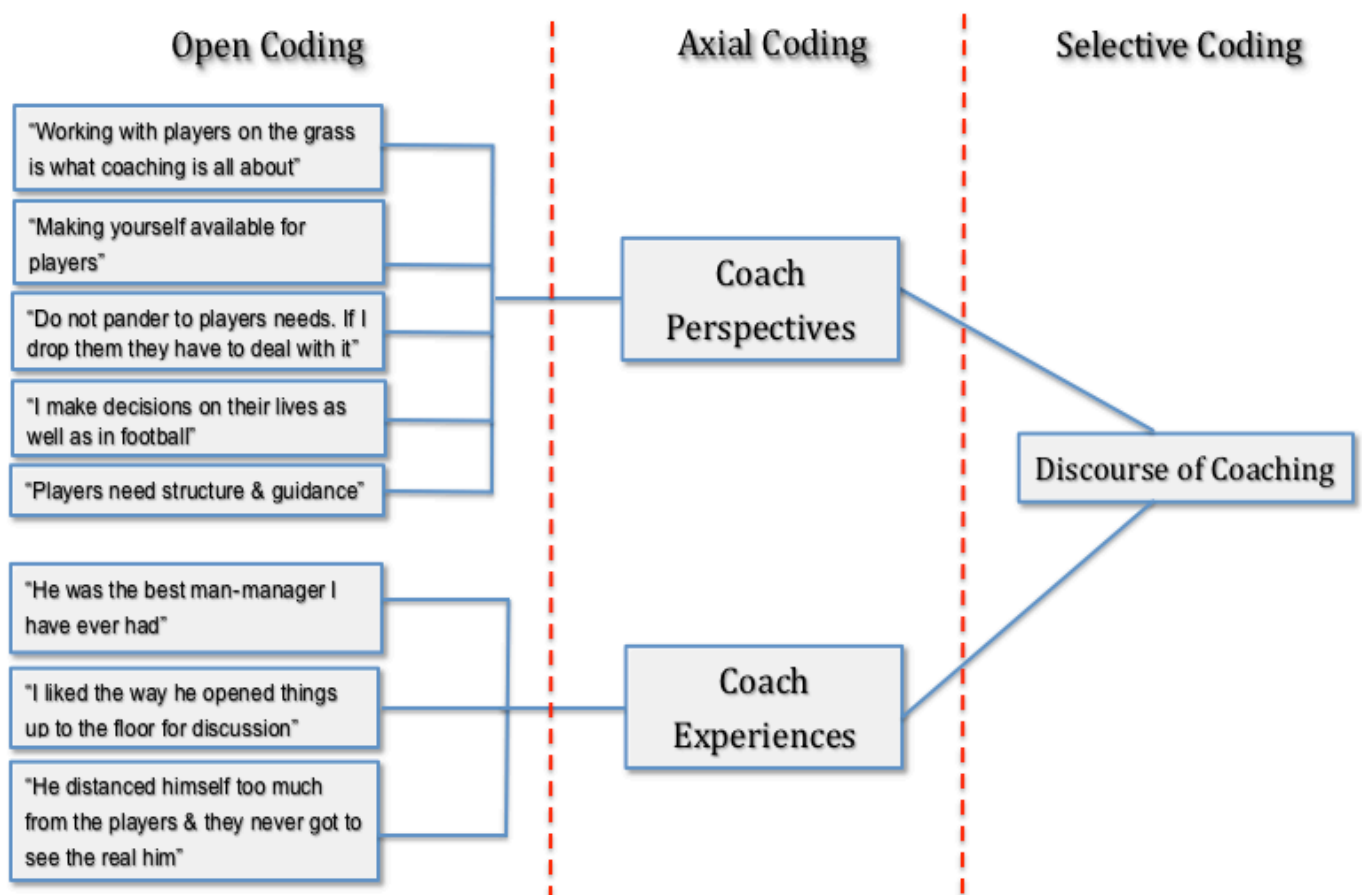 Open Coding
Axial Coding
Selective Coding
"Working with players on the grass
is what coaching is all about"
"Making yourself available for
players"
"Do not pander to players needs. If I
drop them they have to deal with it"
"I make decisions on their lives as
well as in football"
"Players need structure & guidance"
"He was the best man-manager I
have ever had"
"I liked the way he opened things
up to the floor for discussion"
"He distanced himself too much
from the players & they never got to
see the real him"
Coach
Perspectives
Coach
Experiences
Discourse of Coaching